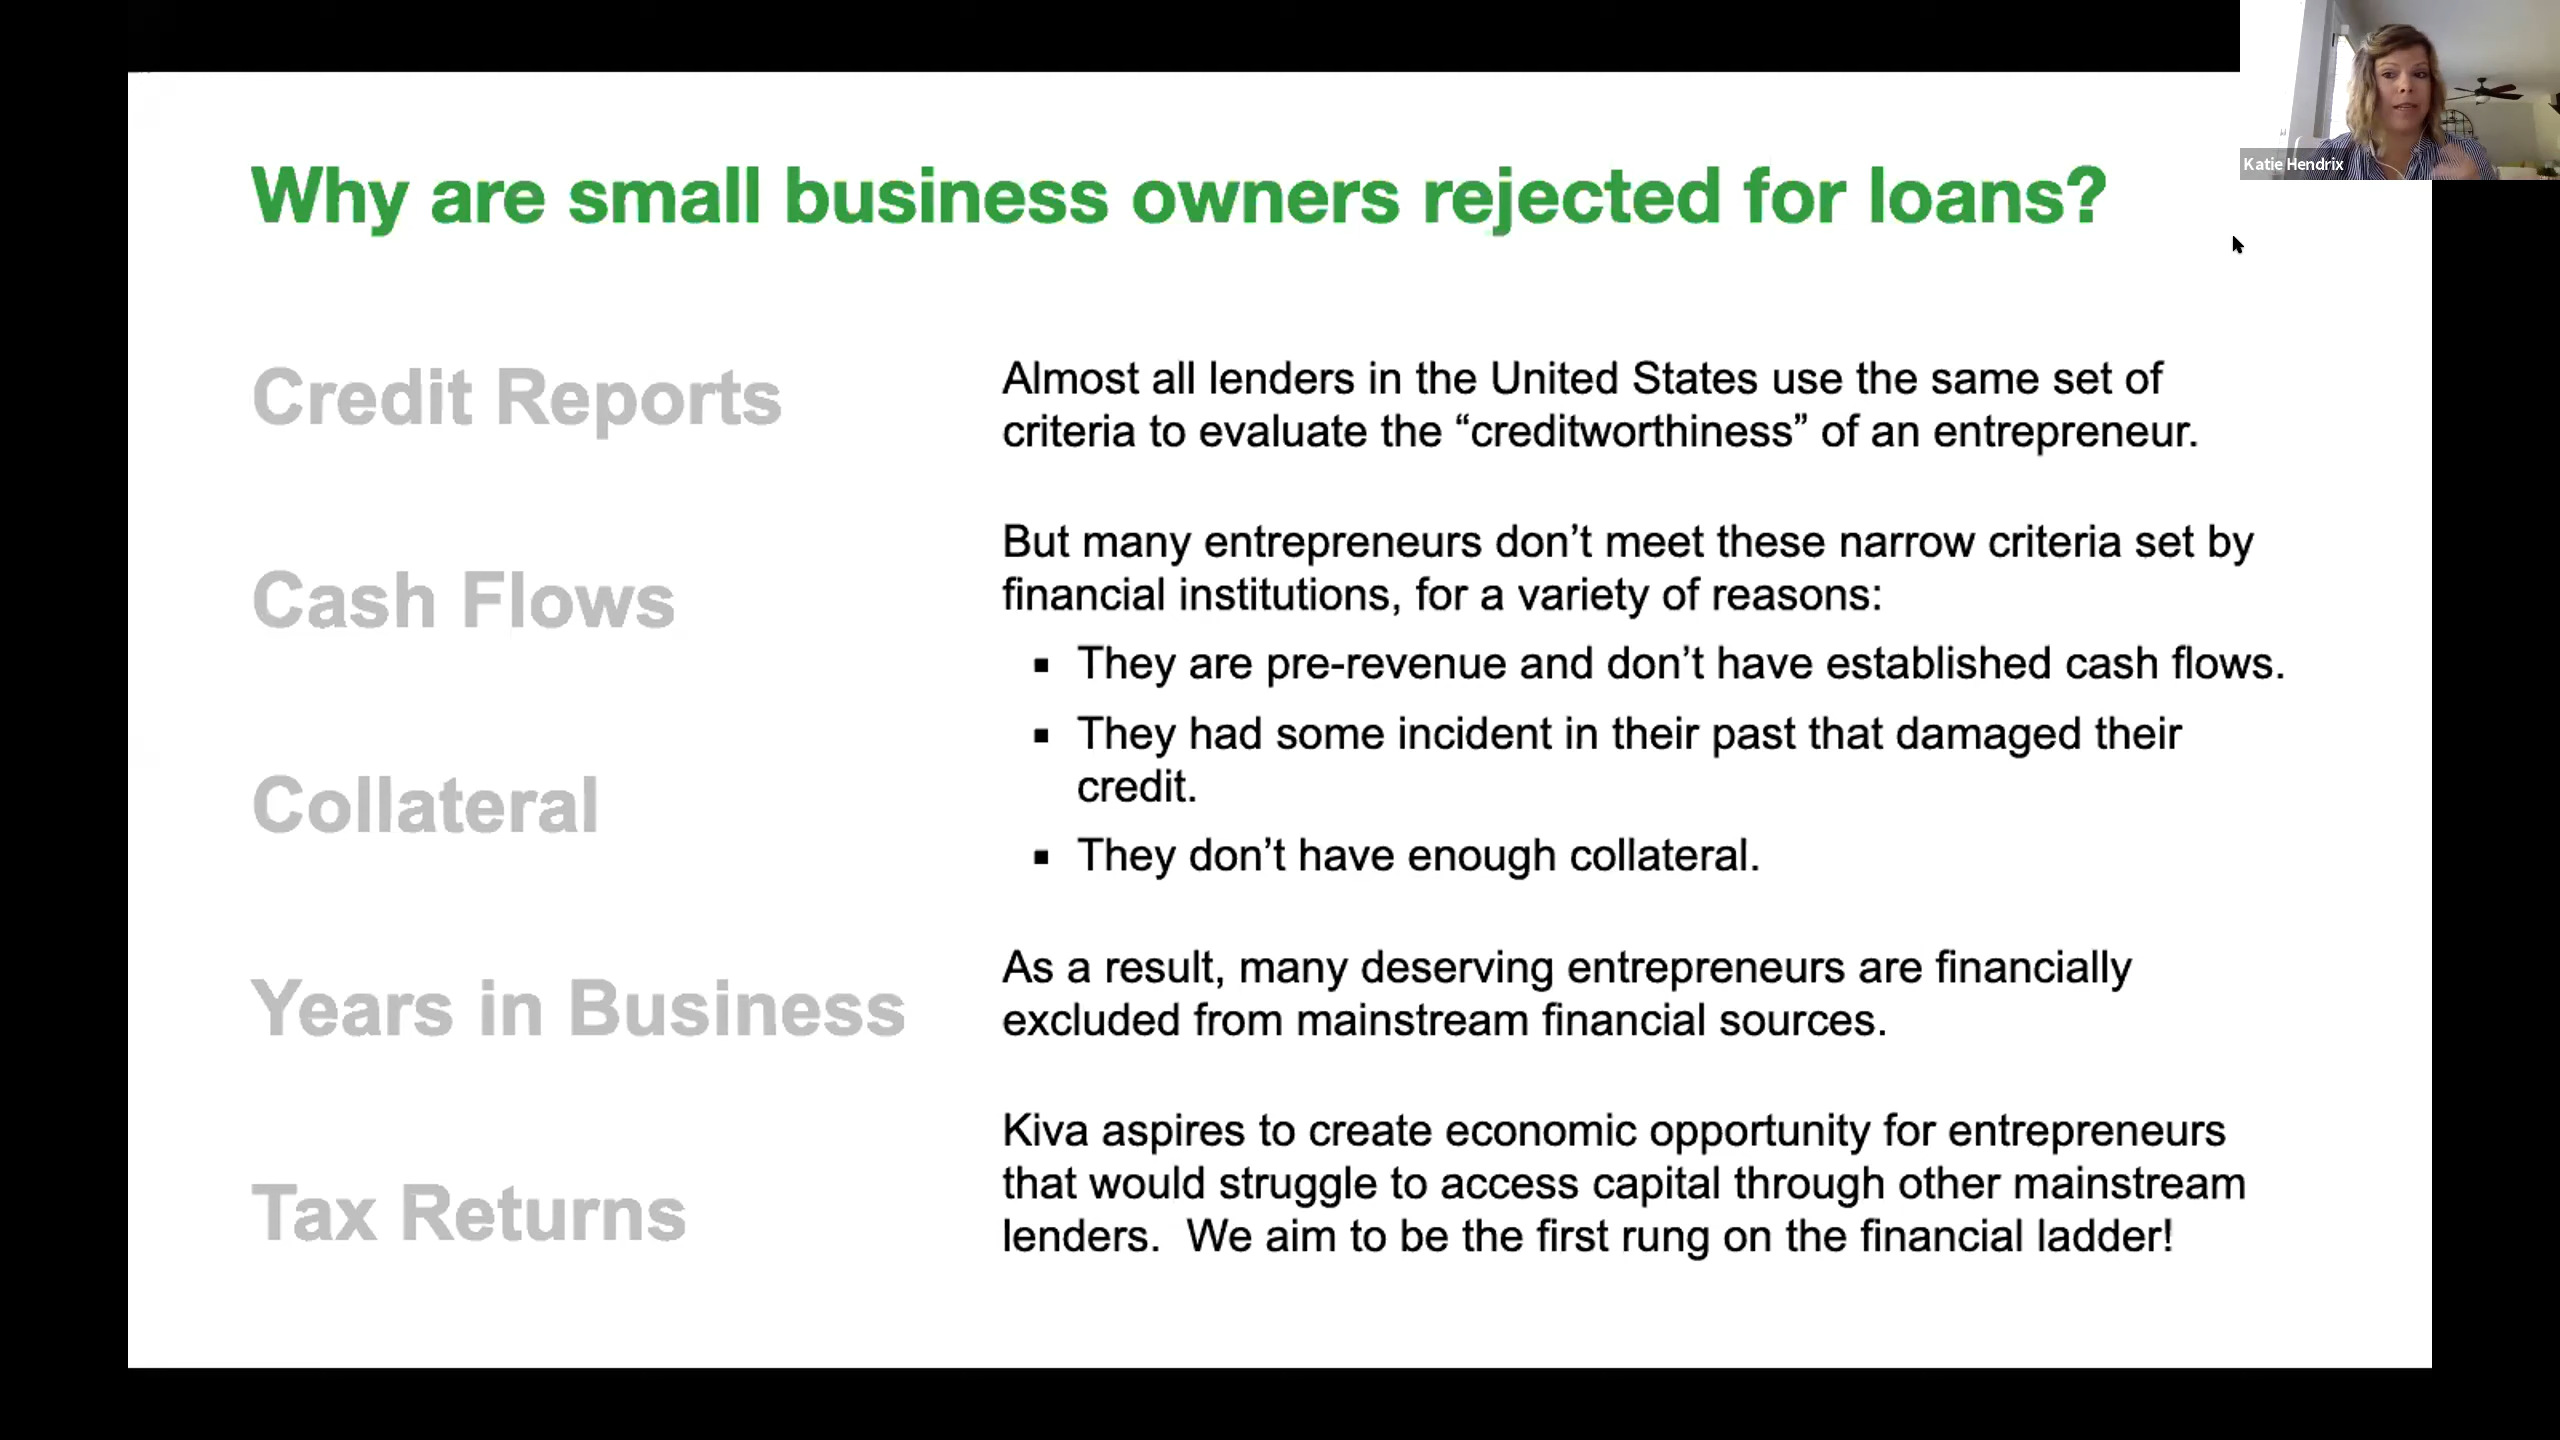 Katie Hendrix
Why are small business owners rejected for loans?
Credit Reports
Cash Flows
Collateral
Years in Business
Tax Returns
Almost all lenders in the United States use the same set of
criteria to evaluate the “creditworthiness” of an entrepreneur.
But many entrepreneurs don’t meet these narrow criteria set by
financial institutions, for a variety of reasons:
▪ They are pre-revenue and don’t have established cash flows.
▪ They had some incident in their past that damaged their
credit.
▪ They don’t have enough collateral.
As a result, many deserving entrepreneurs are financially
excluded from mainstream financial sources.
Kiva aspires to create economic opportunity for entrepreneurs
that would struggle to access capital through other mainstream
lenders.  We aim to be the first rung on the financial ladder!